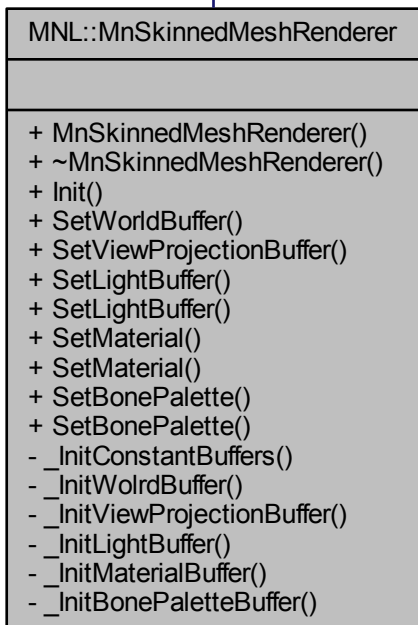 MNL::MnSkinnedMeshRenderer
+ MnSkinnedMeshRenderer()
+ ~MnSkinnedMeshRenderer()
+ Init()
+ SetWorldBuffer()
+ SetViewProjectionBuffer()
+ SetLightBuffer()
+ SetLightBuffer()
+ SetMaterial()
+ SetMaterial()
+ SetBonePalette()
+ SetBonePalette()
- _InitConstantBuffers()
- _InitWolrdBuffer()
- _InitViewProjectionBuffer()
- _InitLightBuffer()
- _InitMaterialBuffer()
- _InitBonePaletteBuffer()